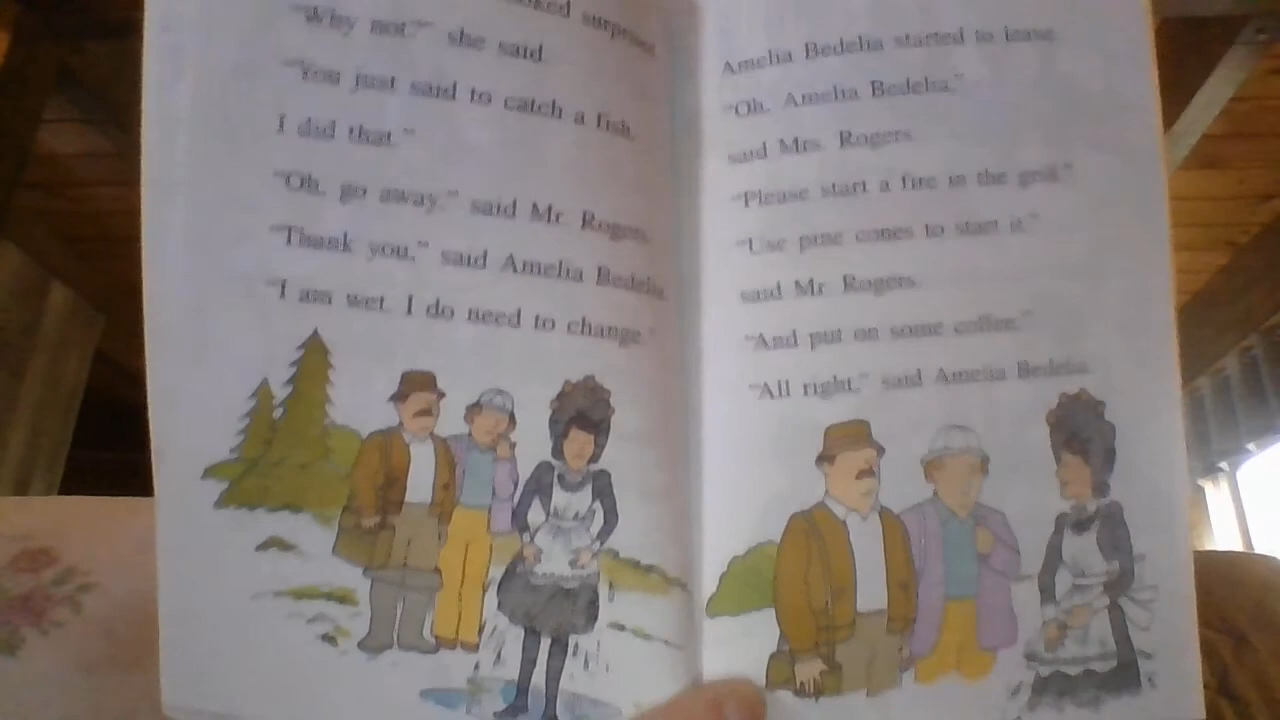 looked surprised.
"Why not?" she said.
"You just said to catch a fish.
I did that."
"Oh, go away," said Mr. Rogers.
"Thank you," said Amelia Bedelia.
"I am wet. I do need to change."
Amelia Bedelia started to leave.
"Oh, Amelia Bedelia,"
said Mrs. Rogers.
"Please start a fire in the grill."
"Use pine cones to start it,"
said Mr. Rogers.
"And put on some coffee."
"All right," said Amelia Bedelia.